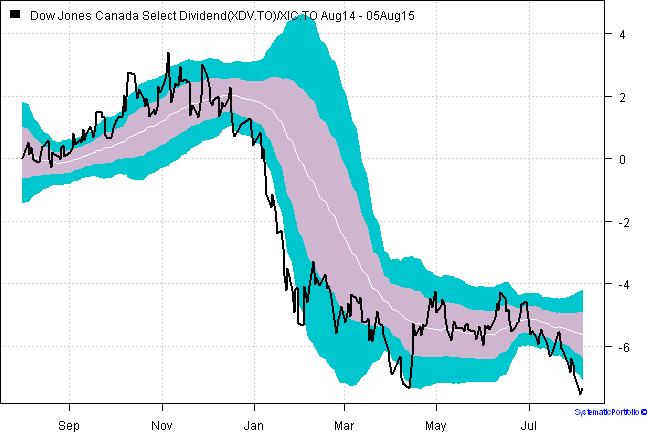 Dow Jones Canada Select Dividend(XDV.TO)/XIC.TO Aug14 - 05Aug15
4
2
0
-2
-4
-6
Sep Nov Jan Mar May Jul
SystematicPortfolio ©